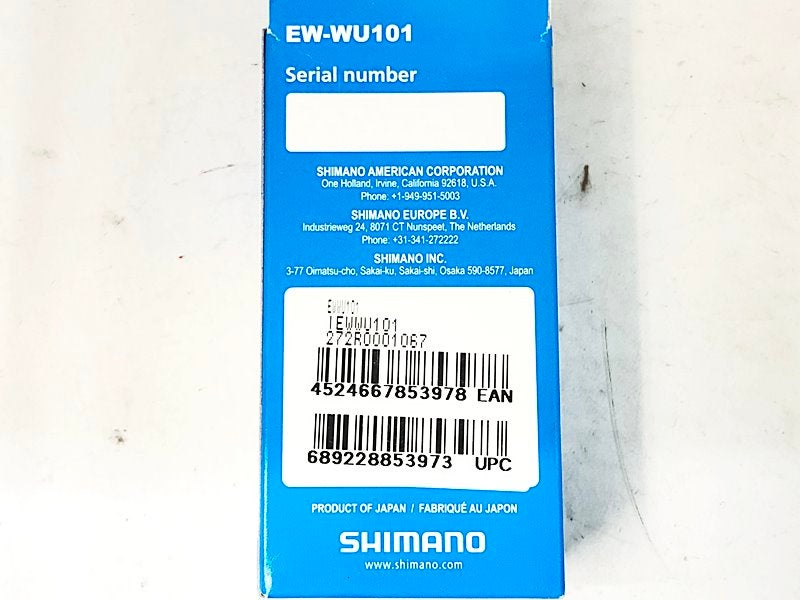 EW-WU101
Serial number
SHIMANO AMERICAN CORPORATION
One Holland, Irvine, California 92618, U.S.A.
Phone: +1-949-951-5003
SHIMANO EUROPE B.V.
Industrieweg 24, 8071 CT Nunspeet, The Netherlands
Phone: +31-341-272222
SHIMANO INC.
3-77 Oimatsu-cho, Sakai-ku, Sakai-shi, Osaka 590-8577, Japan
EWWU101
IEWWU101
272R0001067
4524667853978 EAN
689228853973 UPC
PRODUCT OF JAPAN / FABRIQUÉ AU JAPON
SHIMANO
www.shimano.com